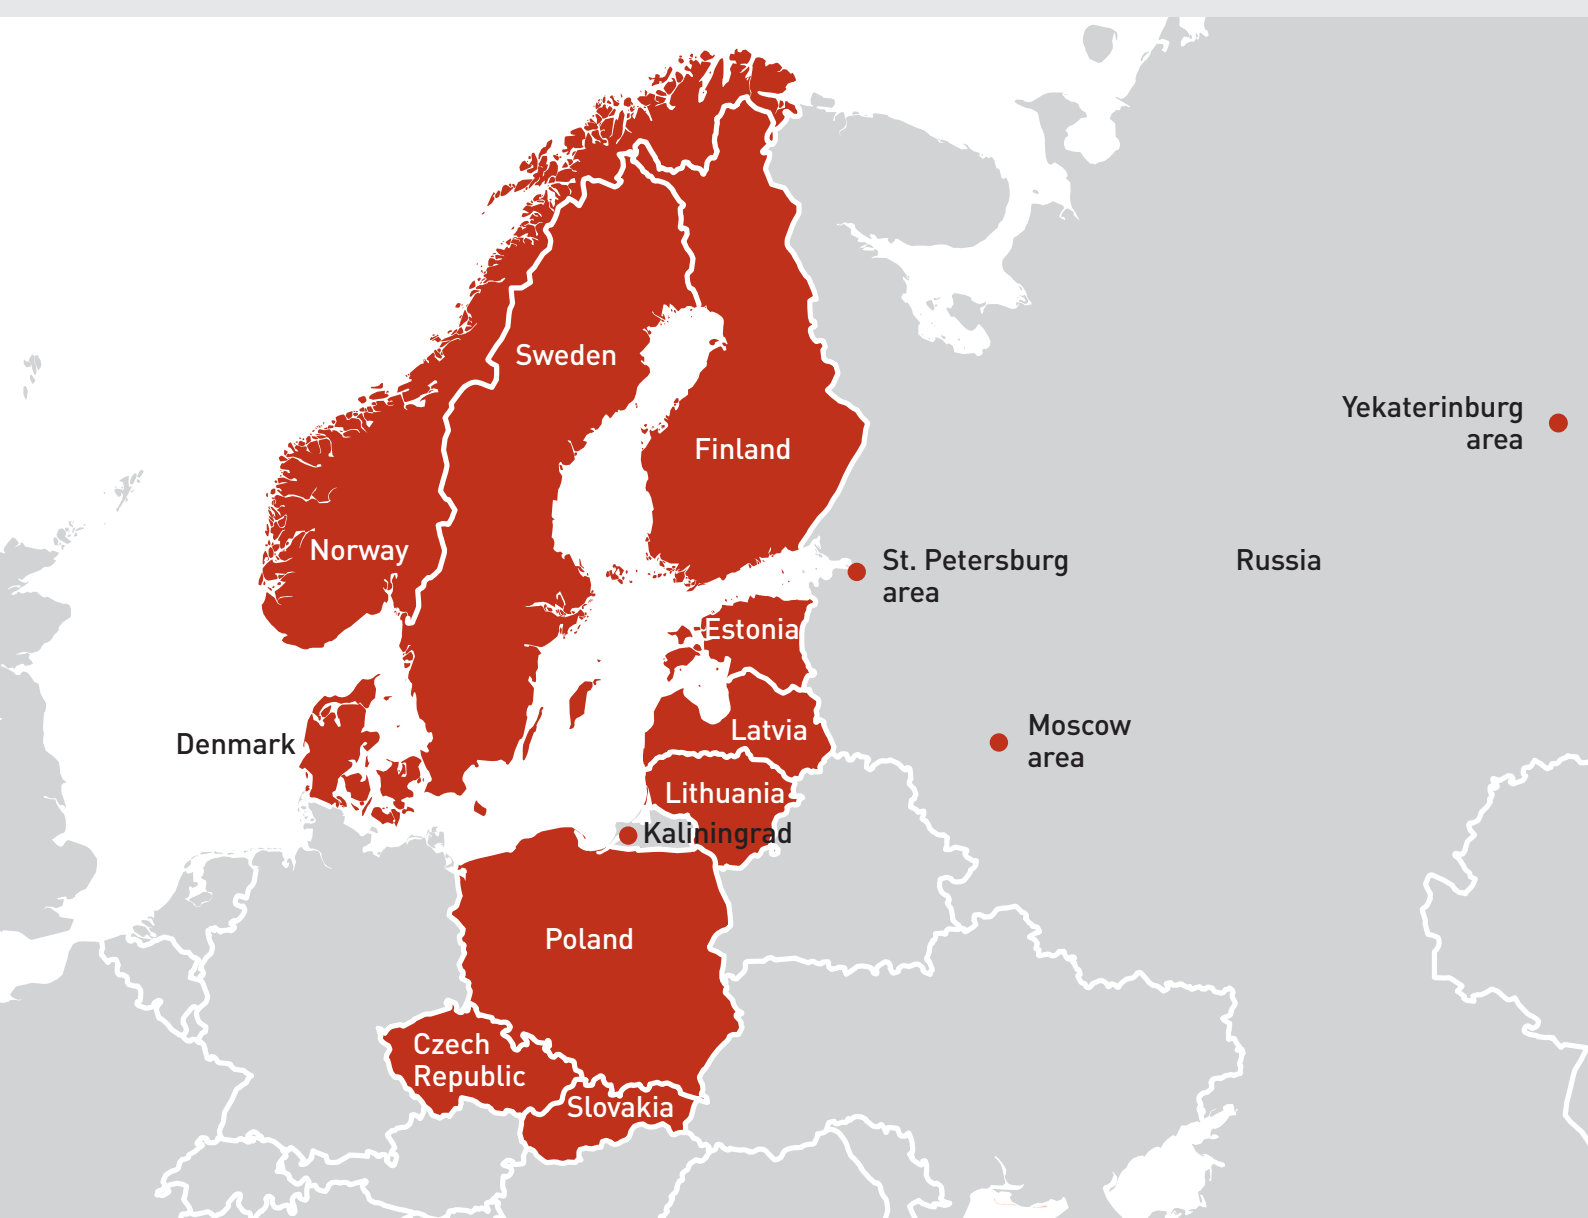 Sweden
Yekaterinburg
area
Finland
Norway
St. Petersburg
area
Russia
Estonia
Denmark
Latvia
Moscow
area
Lithuania
Kaliningrad
Poland
Czech
Republic
Slovakia